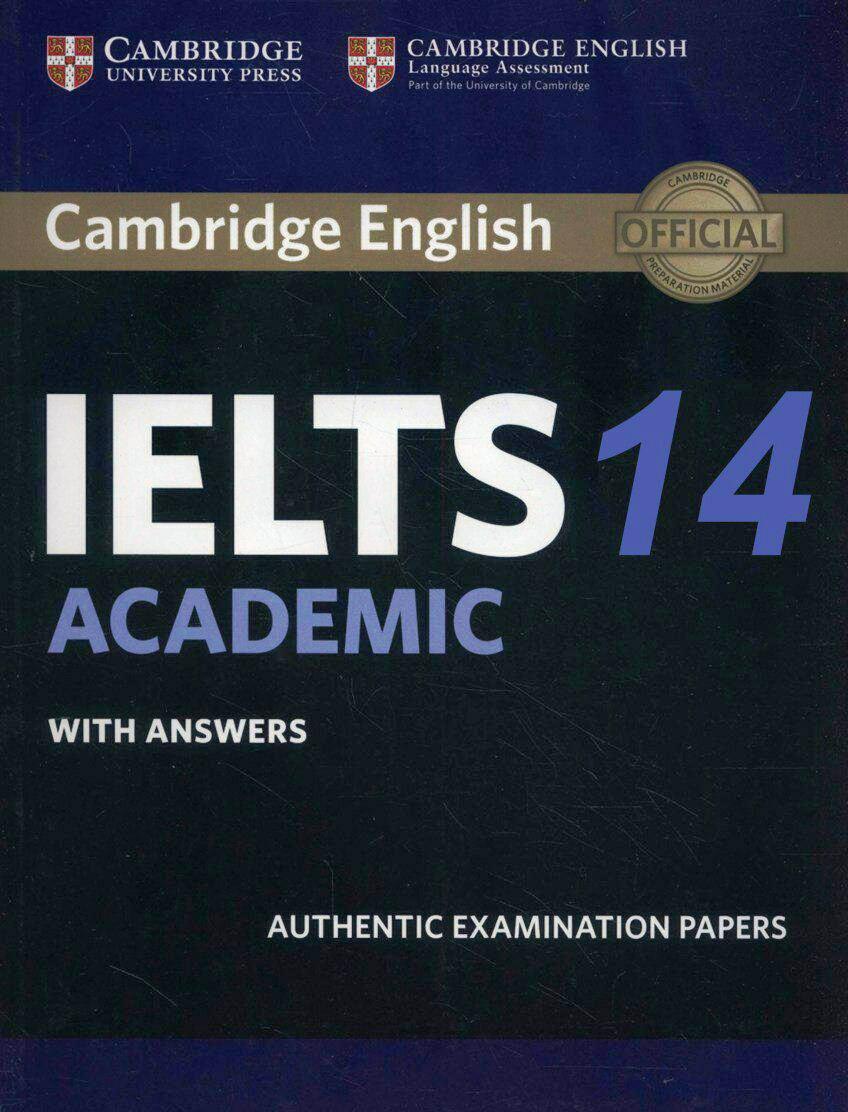 CAMBRIDGE
UNIVERSITY PRESS
CAMBRIDGE ENGLISH
Language Assessment
Part of the University of Cambridge
Cambridge English
CAMBRIDGE
OFFICIAL
PREPARATION MATERIAL
IELTS 14
ACADEMIC
WITH ANSWERS
AUTHENTIC EXAMINATION PAPERS